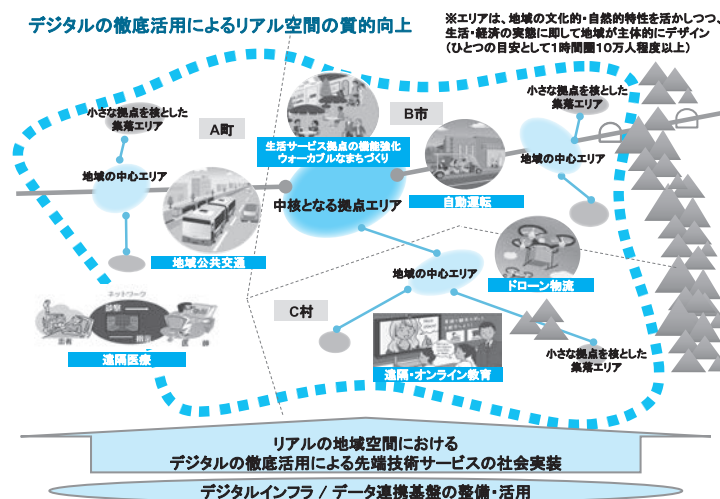 デジタルの徹底活用によるリアル空間の質的向上
※エリアは、地域の文化的・自然的特性を活かしつつ、
生活・経済の実態に即して地域が主体的にデザイン
(ひとつの目安として1時間圏10万人程度以上)
小さな拠点を核とした
集落エリア
A町
B市
小さな拠点を核とした
集落エリア
生活サービス拠点の機能強化
ウォーカブルなまちづくり
地域の中心エリア
地域の中心エリア
中核となる拠点エリア
自動運転
地域公共交通
地域の中心エリア
ドローン物流
ネットワーク
診察
C村
遠隔医療
遠隔・オンライン教育
小さな拠点を核とした
集落エリア
リアルの地域空間における
デジタルの徹底活用による先端技術サービスの社会実装
デジタルインフラ / データ連携基盤の整備・活用